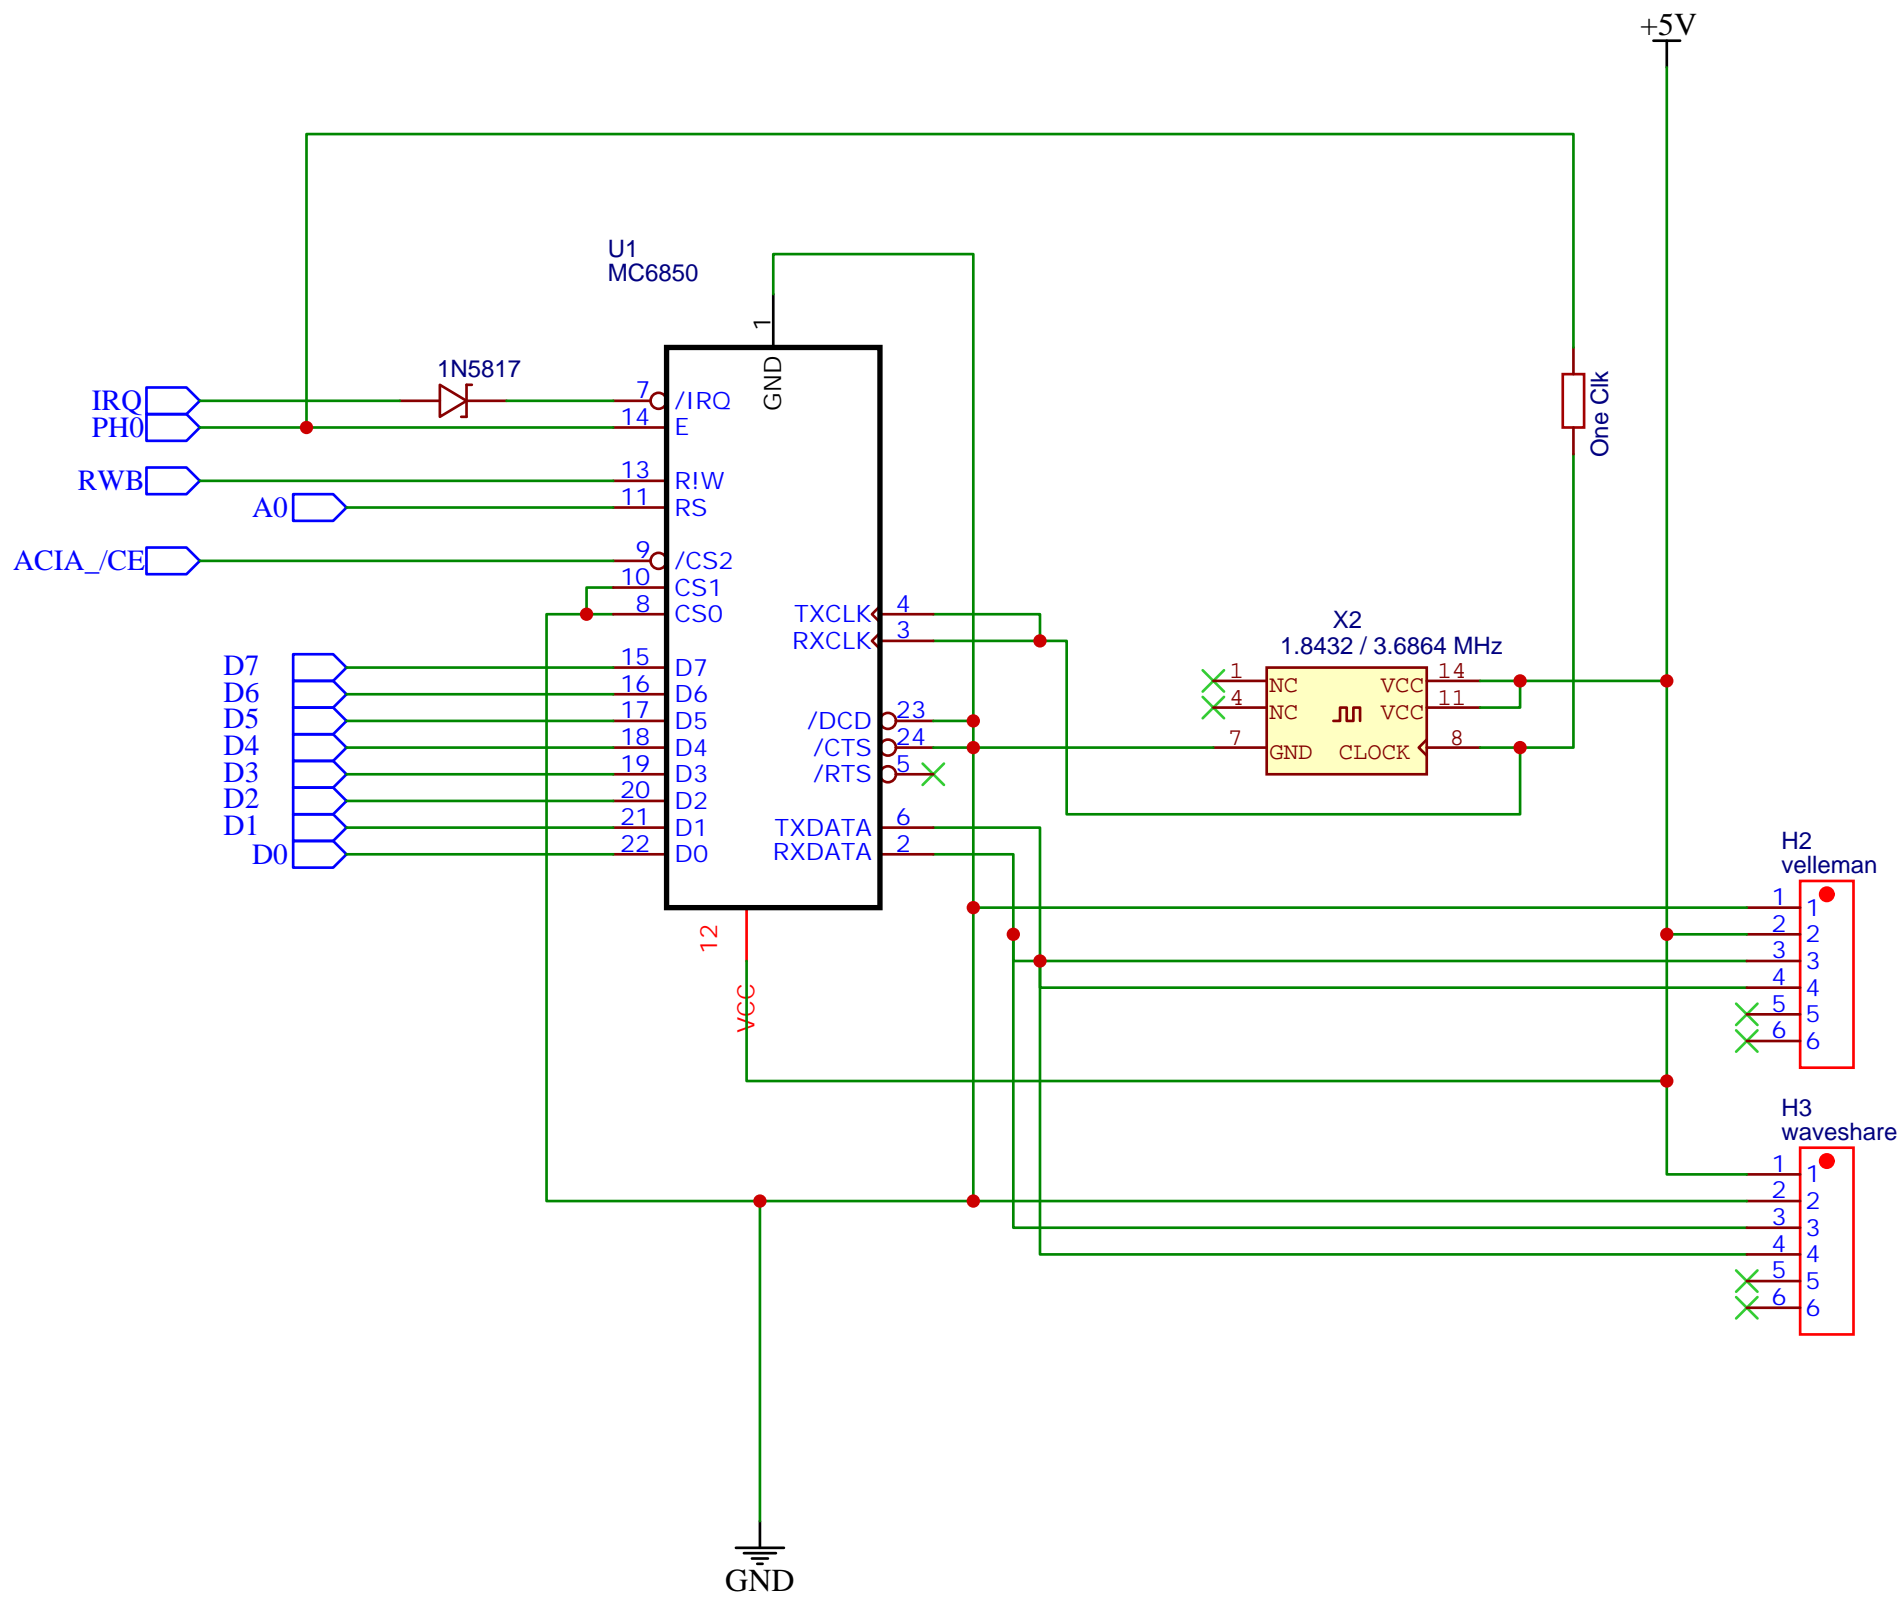 +5V
U1
MC6850
1
GND
1N5817
IRQ
7
/IRQ
PH0
14
E
One Clk
RWB
13
R!W
A0
11
RS
ACIA_/CE
9
/CS2
10
CS1
8
CS0
TXCLK
4
RXCLK
3
X2
1.8432 / 3.6864 MHz
1
NC
VCC
14
4
NC
VCC
11
7
GND
CLOCK
8
D7
15
D7
D6
16
D6
D5
17
D5
/DCD
23
D4
18
D4
/CTS
24
D3
19
D3
/RTS
5
D2
20
D2
D1
21
D1
TXDATA
6
D0
22
D0
RXDATA
2
H2
velleman
1
1
2
2
3
3
4
4
5
5
6
6
12
VCC
H3
waveshare
1
1
2
2
3
3
4
4
5
5
6
6
GND